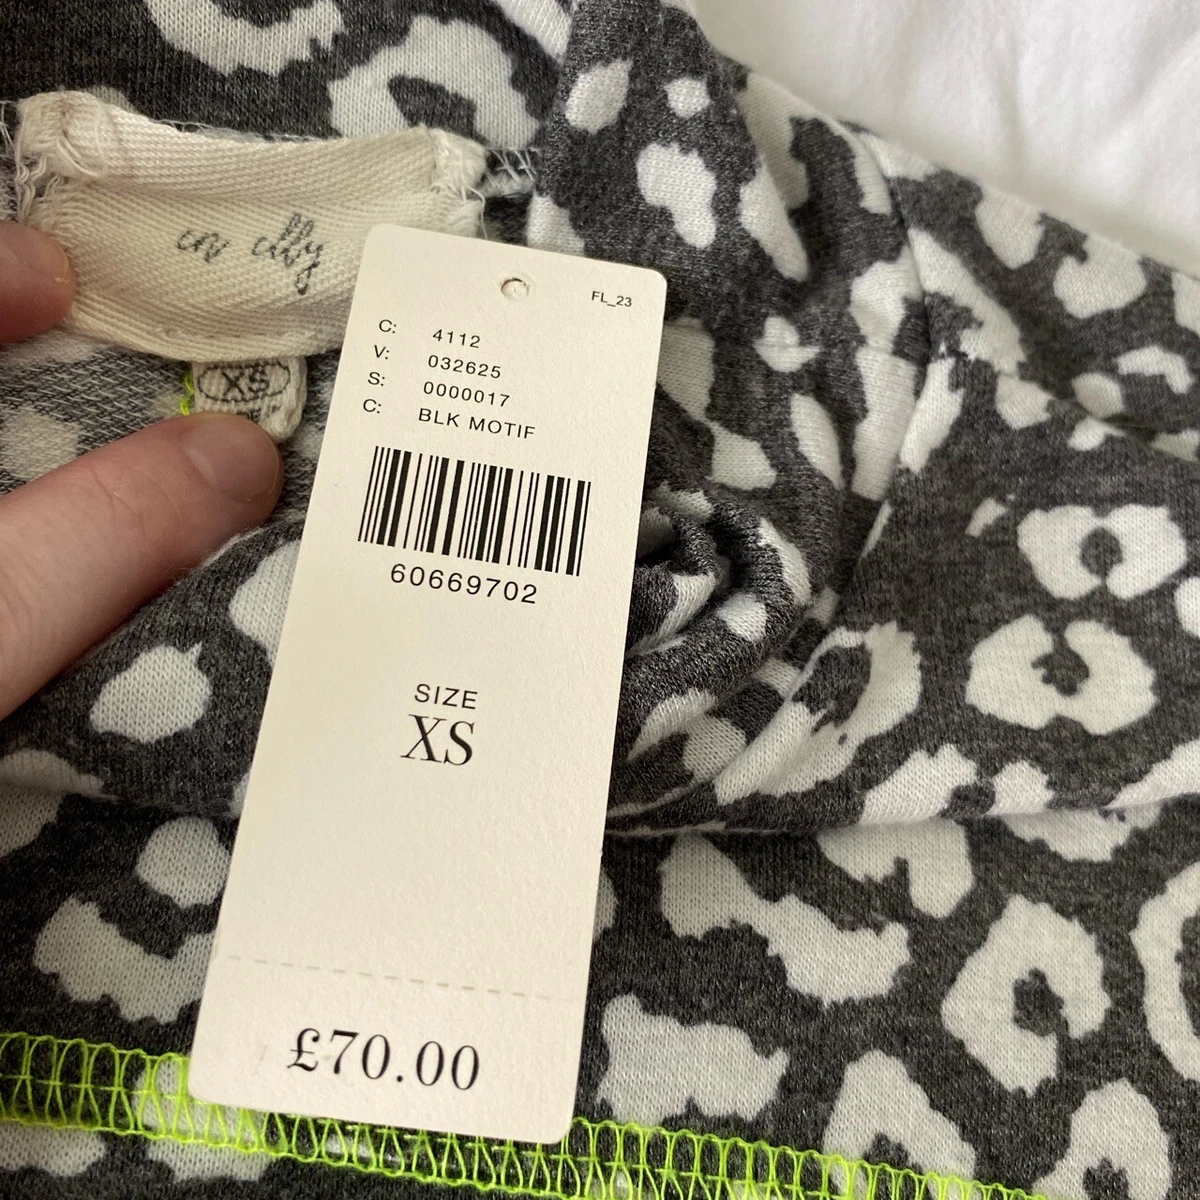 XS
FL_23
C: 4112
V: 032625
S: 0000017
C: BLK MOTIF
60669702
SIZE
XS
£70.00